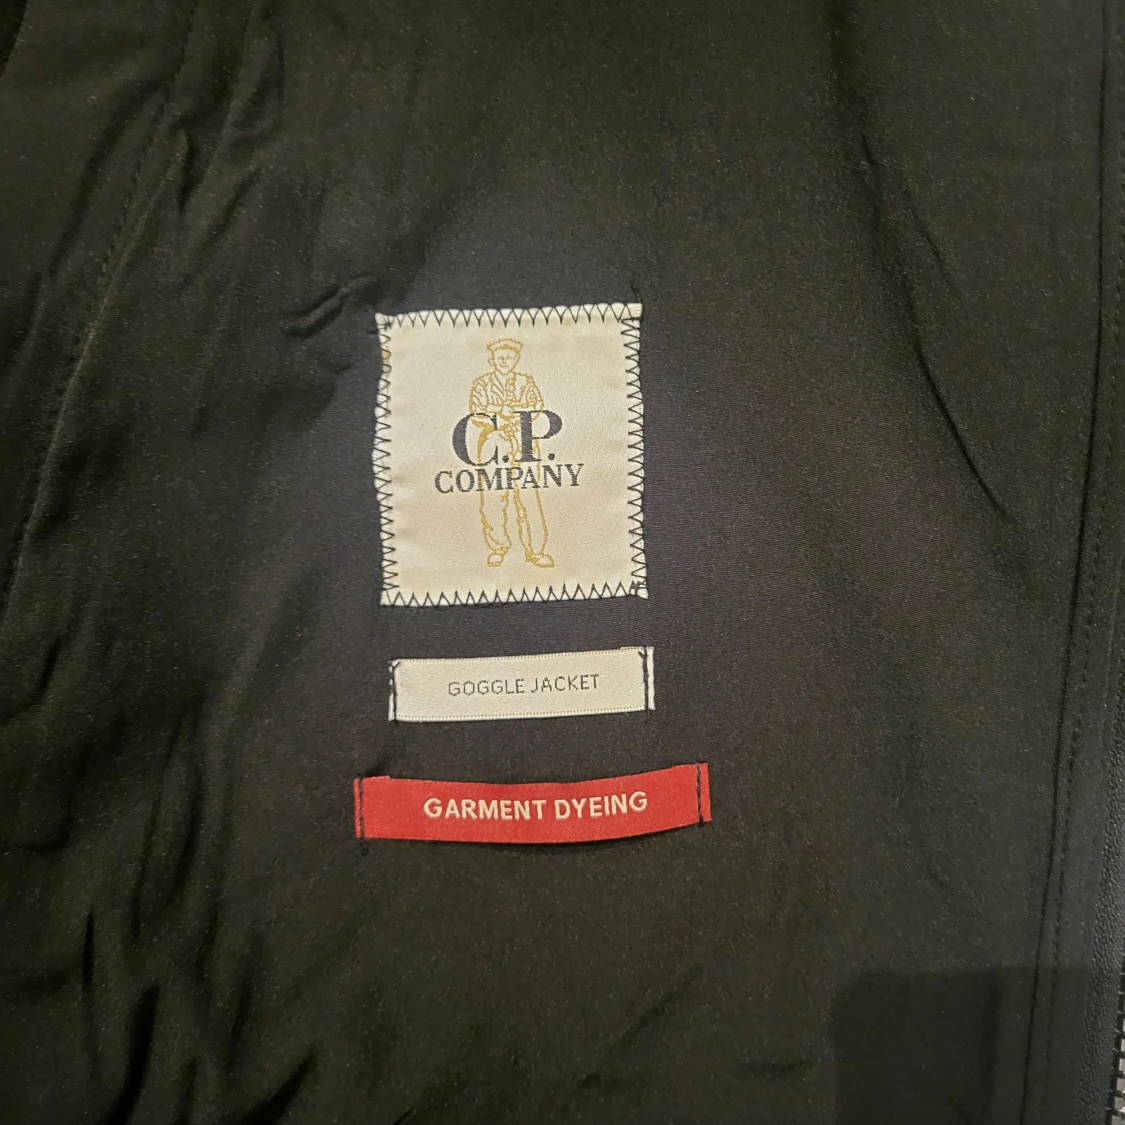 C.P.
COMPANY
GOGGLE JACKET
GARMENT DYEING